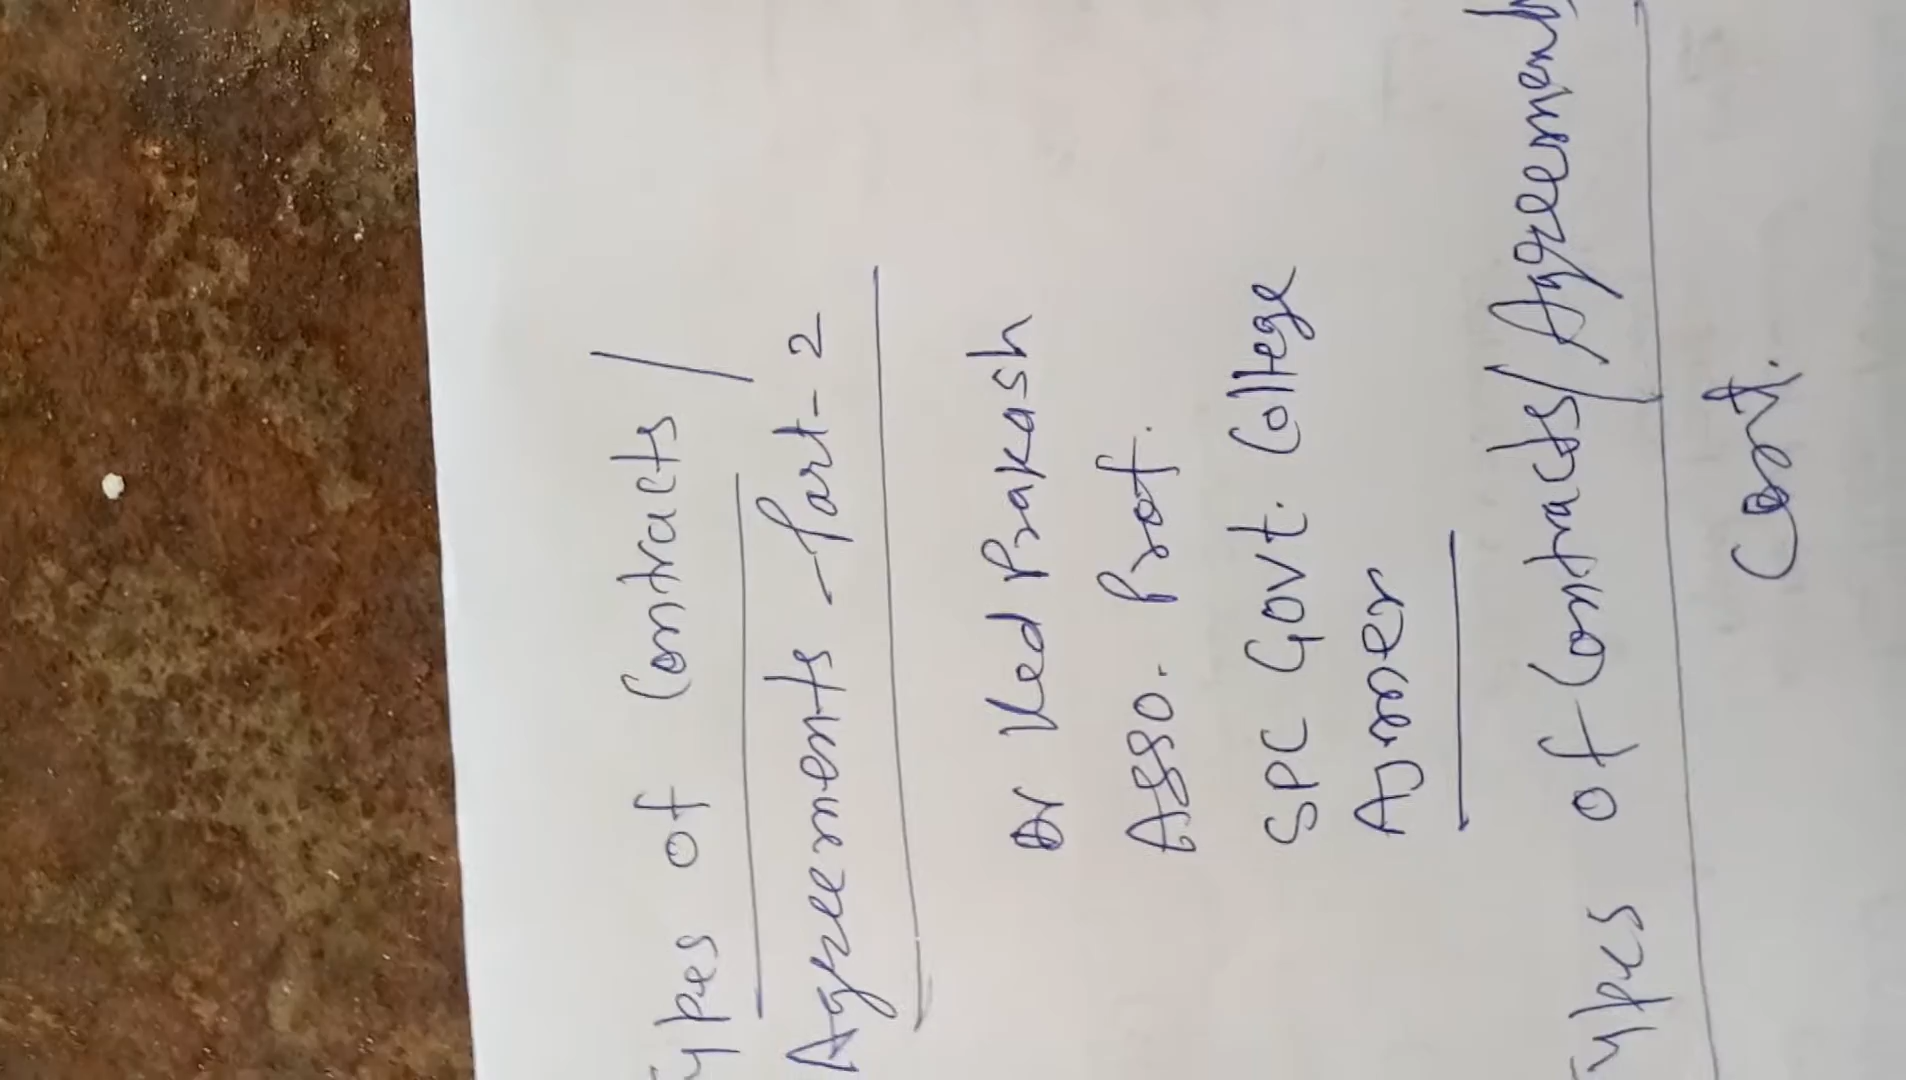 Types of Contracts /
Agreements - Part-2
Dr Ved Prakash
Asso. Prof.
SPC Govt. College
Ajmer
Types of Contracts/Agreements
Cont.